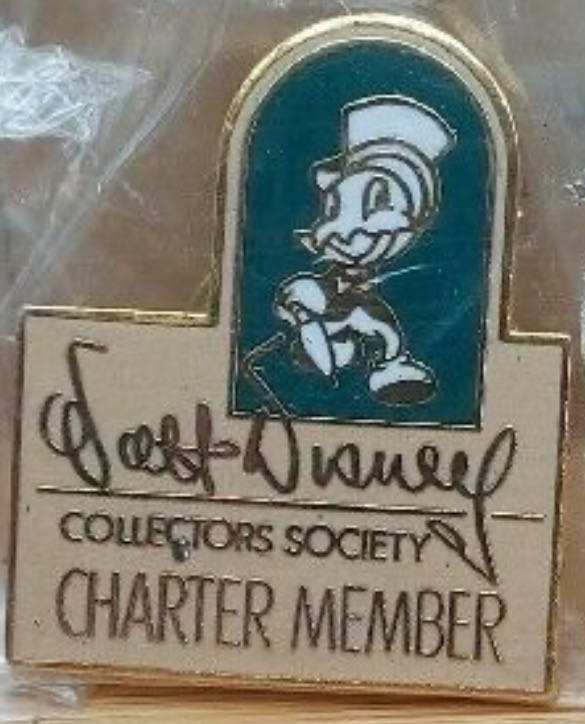 Walt Disney
COLLECTORS SOCIETY
CHARTER MEMBER